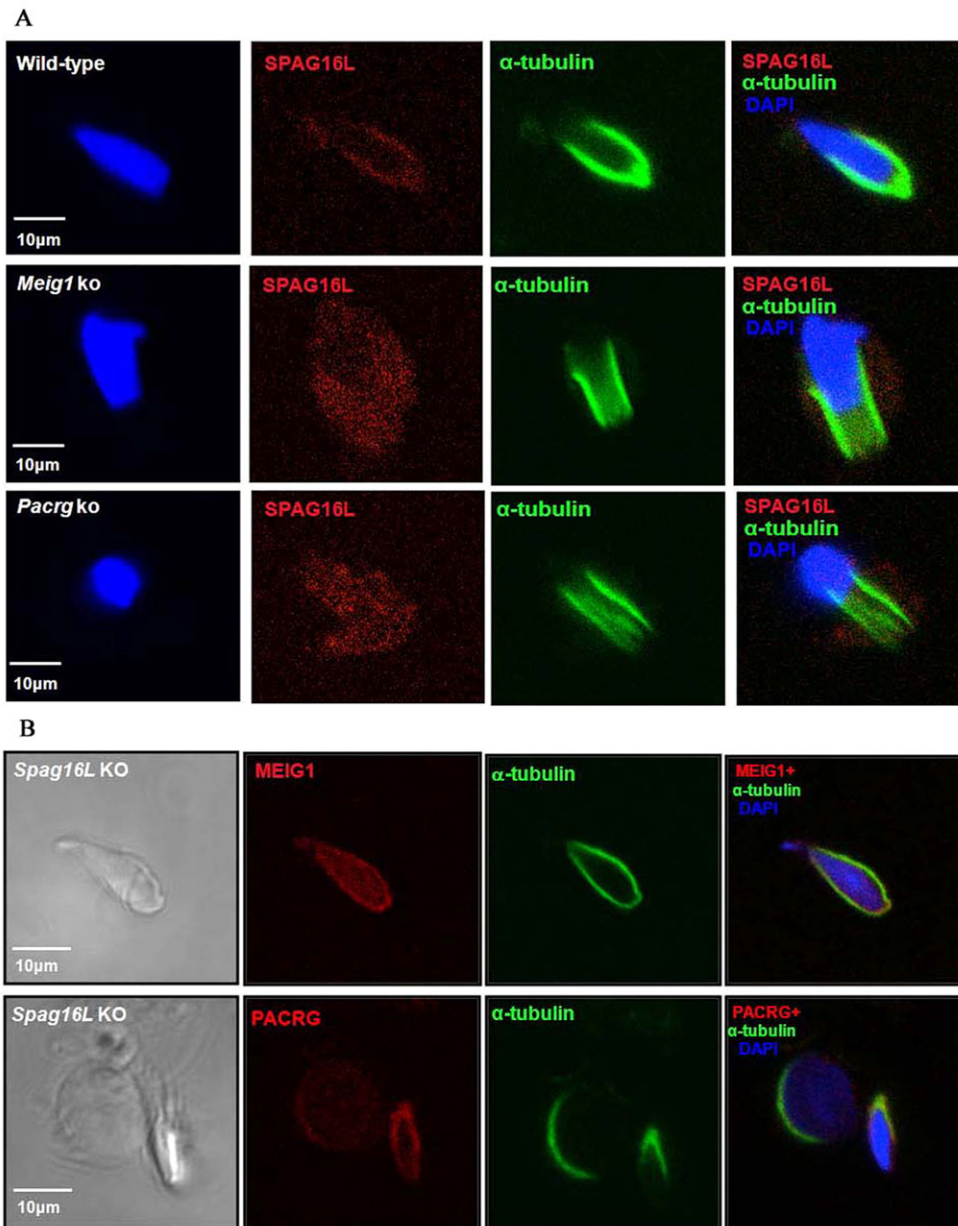 A
Wild-type
10µm
SPAG16L
α-tubulin
SPAG16L
α-tubulin
DAPI
Meig1 ko
10µm
SPAG16L
α-tubulin
SPAG16L
α-tubulin
DAPI
Pacrg ko
10µm
SPAG16L
α-tubulin
SPAG16L
α-tubulin
DAPI
B
Spag16L KO
10µm
MEIG1
α-tubulin
MEIG1+
α-tubulin
DAPI
Spag16L KO
10µm
PACRG
α-tubulin
PACRG+
α-tubulin
DAPI